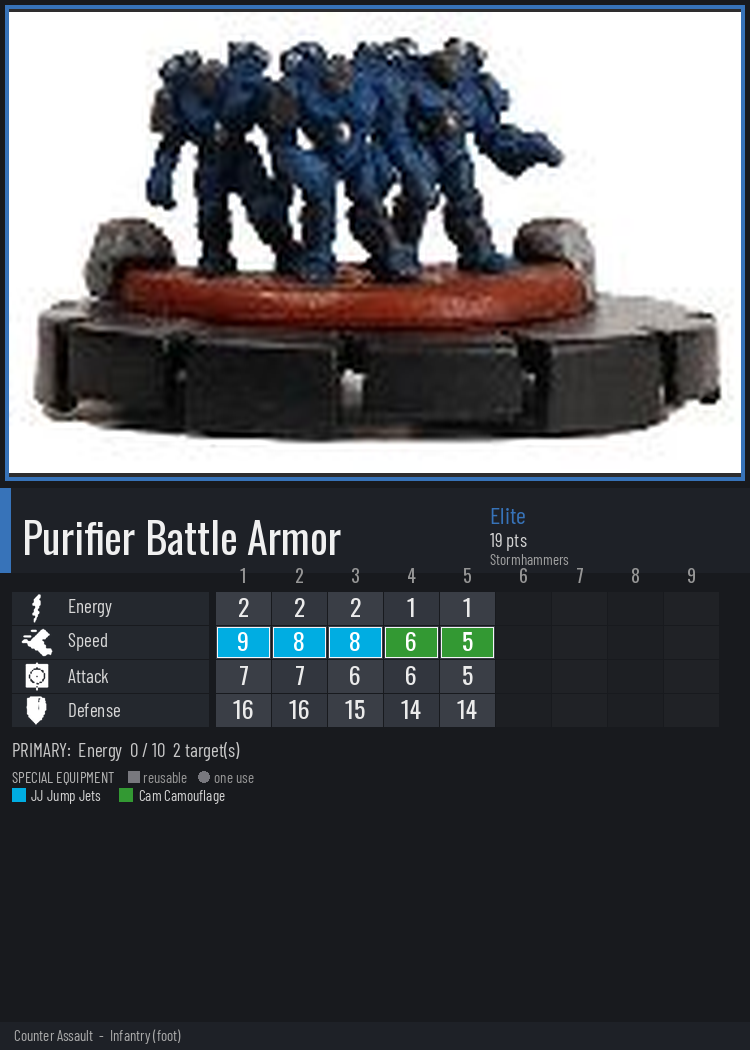 Purifier Battle Armor
Elite
19 pts
Stormhammers
1 2 3 4 5 6 7 8 9
Energy 2 2 2 1 1
Speed 9 8 8 6 5
Attack 7 7 6 6 5
Defense 16 16 15 14 14
PRIMARY: Energy 0 / 10 2 target(s)
SPECIAL EQUIPMENT reusable one use
JJ Jump Jets Cam Camouflage
Counter Assault - Infantry (foot)